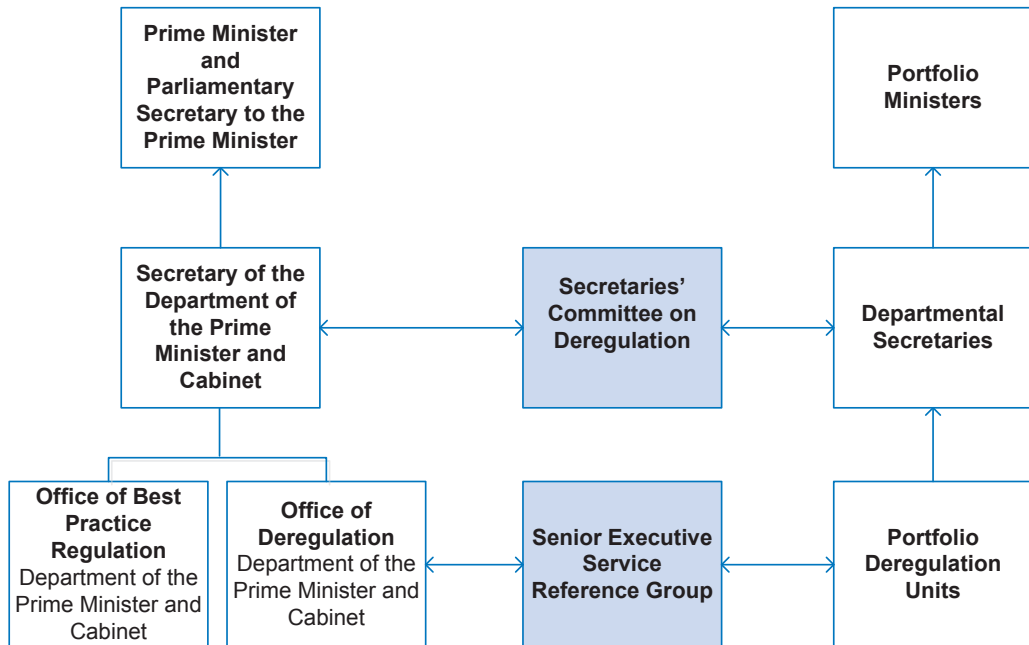 Prime Minister
and
Parliamentary
Secretary to the
Prime Minister
Portfolio
Ministers
Secretary of the
Department of
the Prime
Minister and
Cabinet
Secretaries’
Committee on
Deregulation
Departmental
Secretaries
Office of Best
Practice
Regulation
Department of the
Prime Minister and
Cabinet
Office of
Deregulation
Department of the
Prime Minister and
Cabinet
Senior Executive
Service
Reference Group
Portfolio
Deregulation
Units